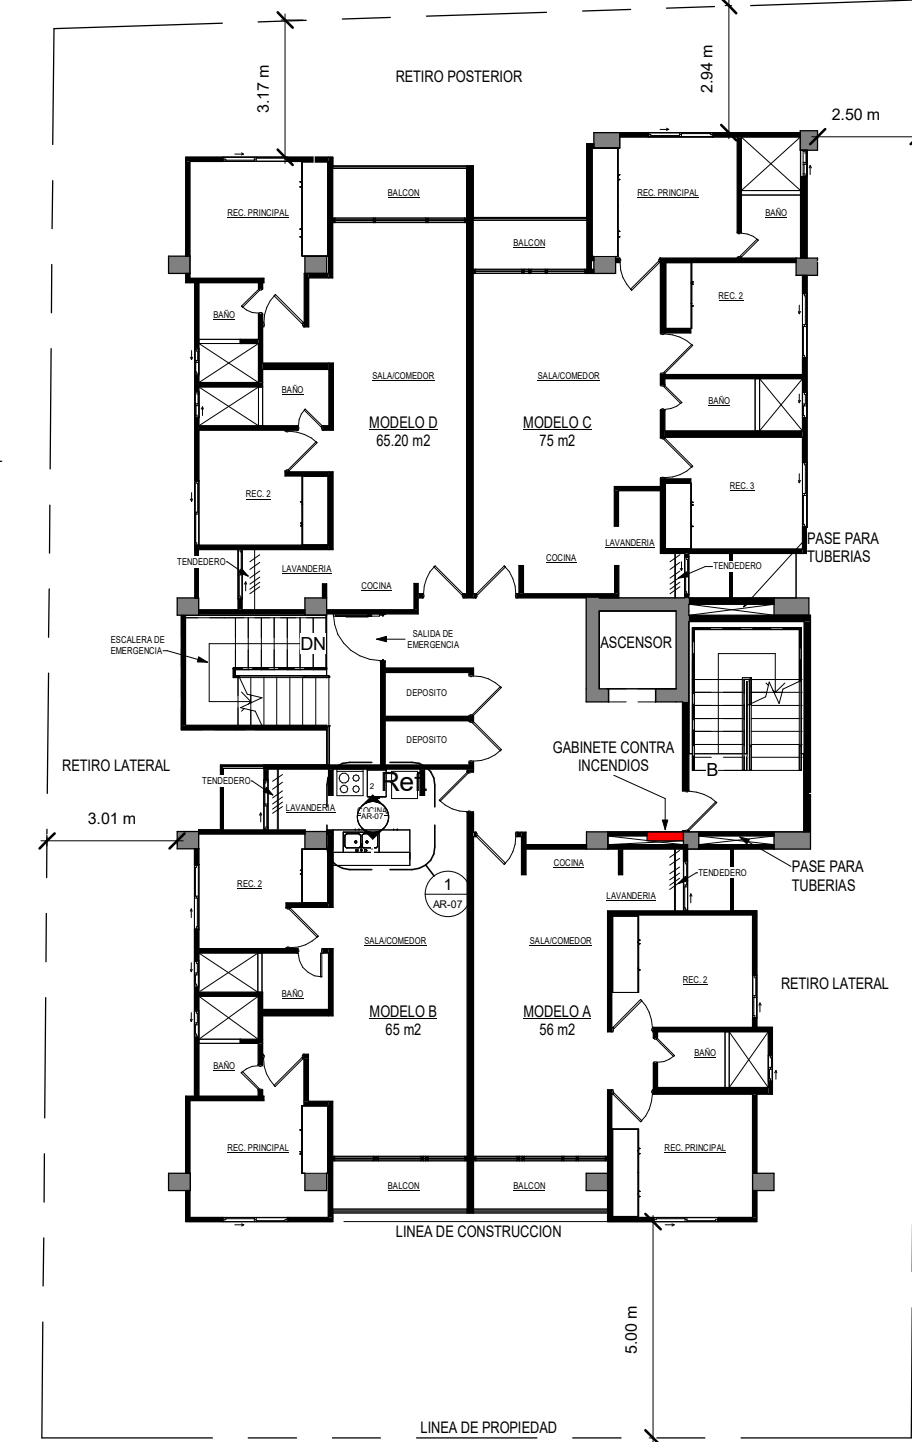 3.17 m
RETIRO POSTERIOR
2.94 m
2.50 m
REC. PRINCIPAL
BALCON
REC. PRINCIPAL
BAÑO
BALCON
REC. 2
BAÑO
SALA/COMEDOR
SALA/COMEDOR
BAÑO
BAÑO
MODELO D
65.20 m2
MODELO C
75 m2
REC. 2
REC. 3
LAVANDERIA
PASE PARA
TUBERIAS
TENDEDERO
LAVANDERIA
COCINA
COCINA
TENDEDERO
ESCALERA DE
EMERGENCIA
DN
SALIDA DE
EMERGENCIA
ASCENSOR
DEPOSITO
DEPOSITO
GABINETE CONTRA
INCENDIOS
B
RETIRO LATERAL
TENDEDERO
LAVANDERIA
2
Ref.
COCINA
AR-07
3.01 m
COCINA
PASE PARA
TUBERIAS
TENDEDERO
REC. 2
1
AR-07
LAVANDERIA
SALA/COMEDOR
SALA/COMEDOR
REC. 2
RETIRO LATERAL
BAÑO
MODELO B
65 m2
MODELO A
56 m2
BAÑO
BAÑO
REC. PRINCIPAL
REC. PRINCIPAL
BALCON
BALCON
LINEA DE CONSTRUCCION
5.00 m
LINEA DE PROPIEDAD